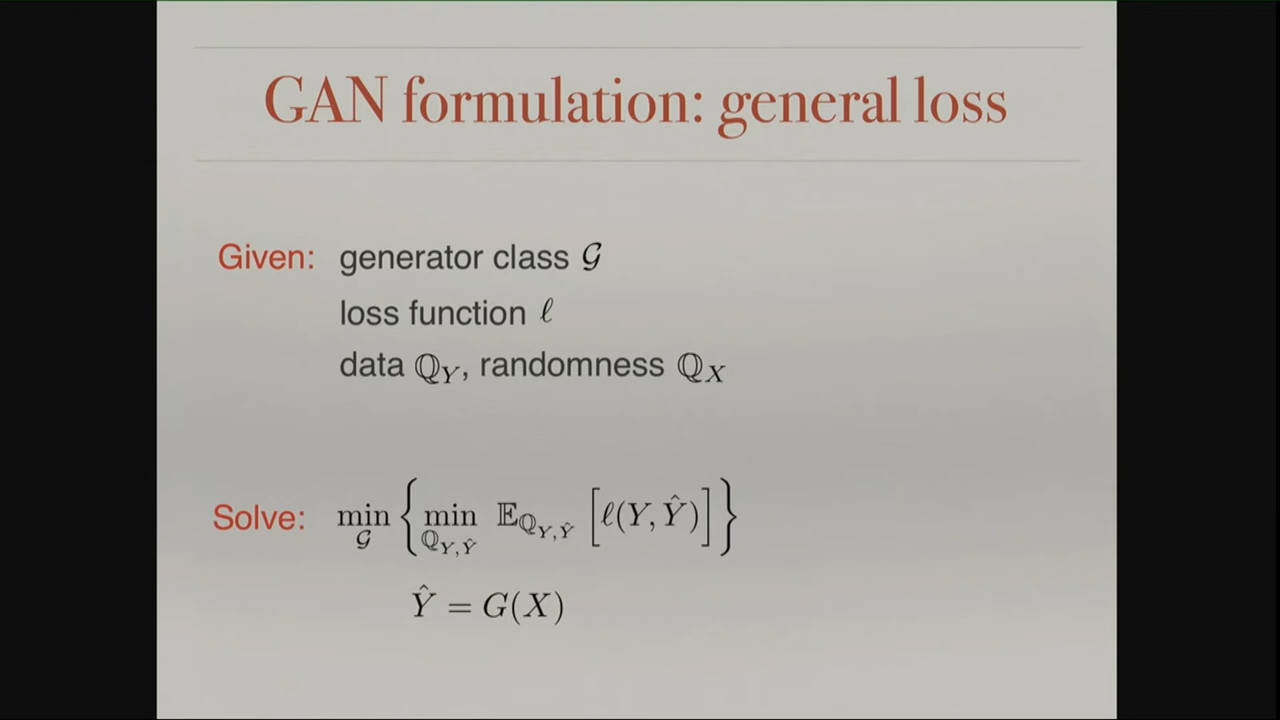 GAN formulation: general loss
Given: generator class 𝒢
loss function ℓ
data ℚ_Y, randomness ℚ_X
Solve: min_𝒢 { min_{ℚ_{Y,Ŷ}} 𝔼_{ℚ_{Y,Ŷ}} [ℓ(Y, Ŷ)] }
Ŷ = G(X)